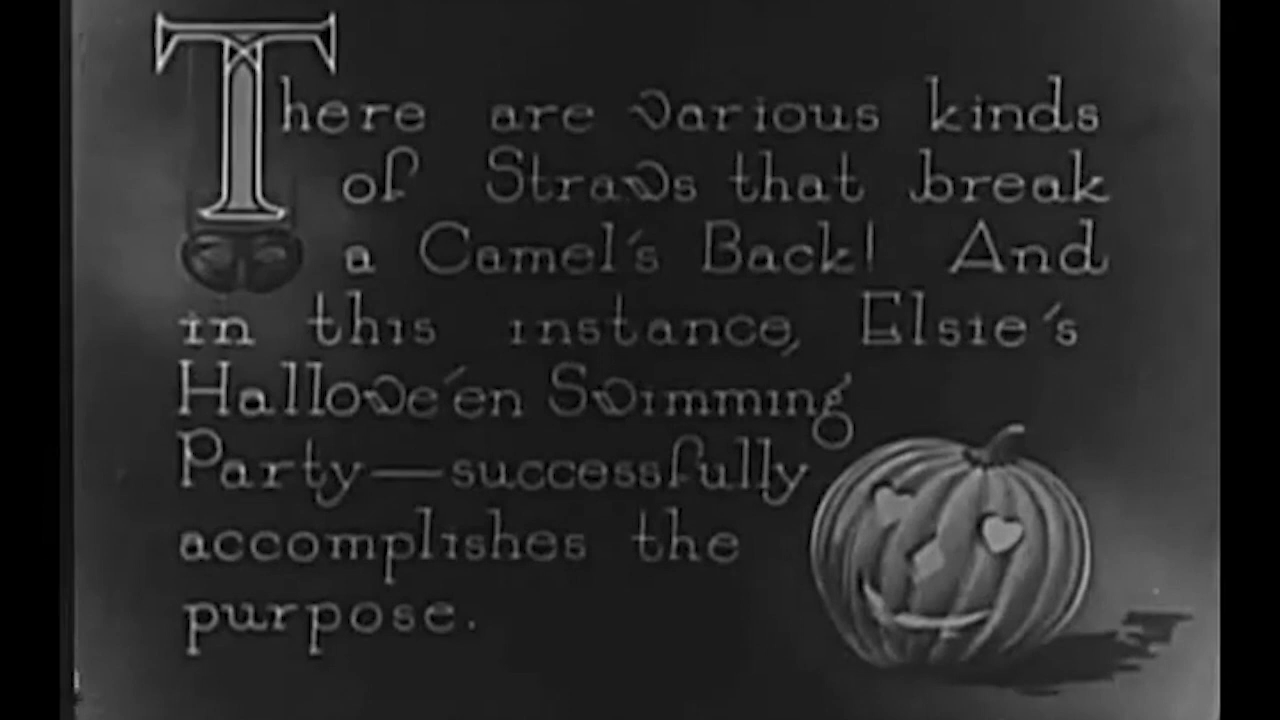 There are various kinds
of Straws that break
a Camel's Back! And
in this instance, Elsie's
Hallowe'en Swimming
Party—successfully
accomplishes the
purpose.